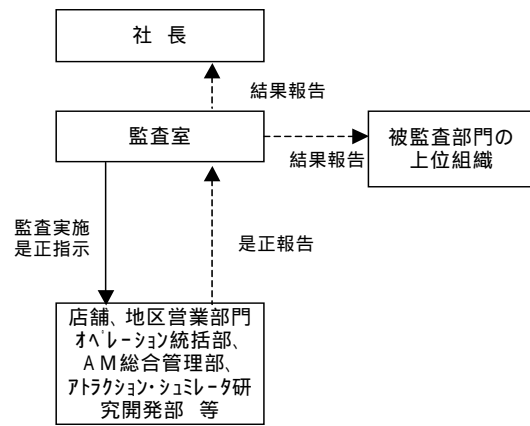 社 長
結果報告
監査室
結果報告
被監査部門の
上位組織
監査実施
是正指示
是正報告
店舗、地区営業部門
ｵﾍﾟﾚｰｼｮﾝ統括部、
ＡＭ総合管理部、
ｱﾄﾗｸｼｮﾝ･ｼｭﾐﾚｰﾀ研
究開発部 等